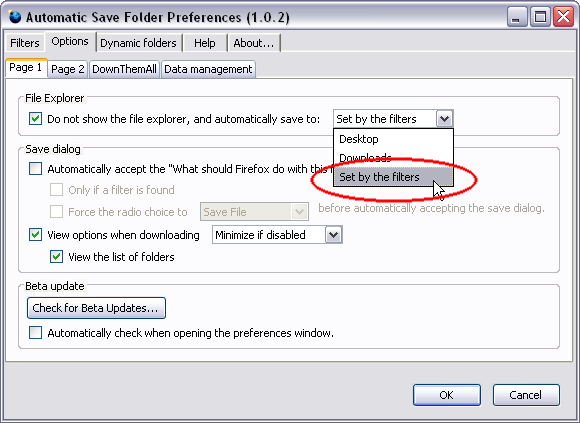 Automatic Save Folder Preferences (1.0.2)
Filters Options Dynamic folders Help About...
Page 1 Page 2 DownThemAll Data management
File Explorer
Do not show the file explorer, and automatically save to: Set by the filters
Desktop
Save dialog
Downloads
Automatically accept the "What should Firefox do with this
Set by the filters
Only if a filter is found
Force the radio choice to Save File before automatically accepting the save dialog.
View options when downloading Minimize if disabled
View the list of folders
Beta update
Check for Beta Updates...
Automatically check when opening the preferences window.
OK Cancel